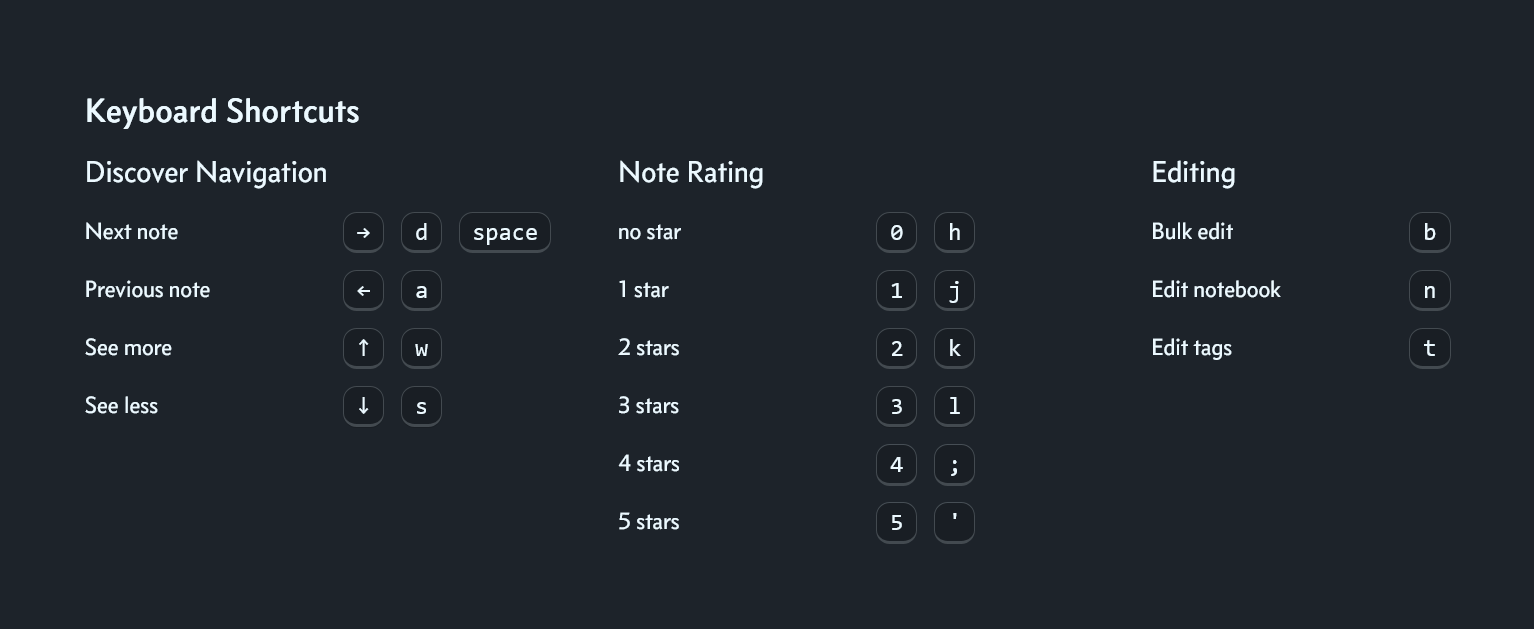 Keyboard Shortcuts
Discover Navigation
Next note → d space
Previous note ← a
See more ↑ w
See less ↓ s
Note Rating
no star 0 h
1 star 1 j
2 stars 2 k
3 stars 3 l
4 stars 4 ;
5 stars 5 '
Editing
Bulk edit b
Edit notebook n
Edit tags t